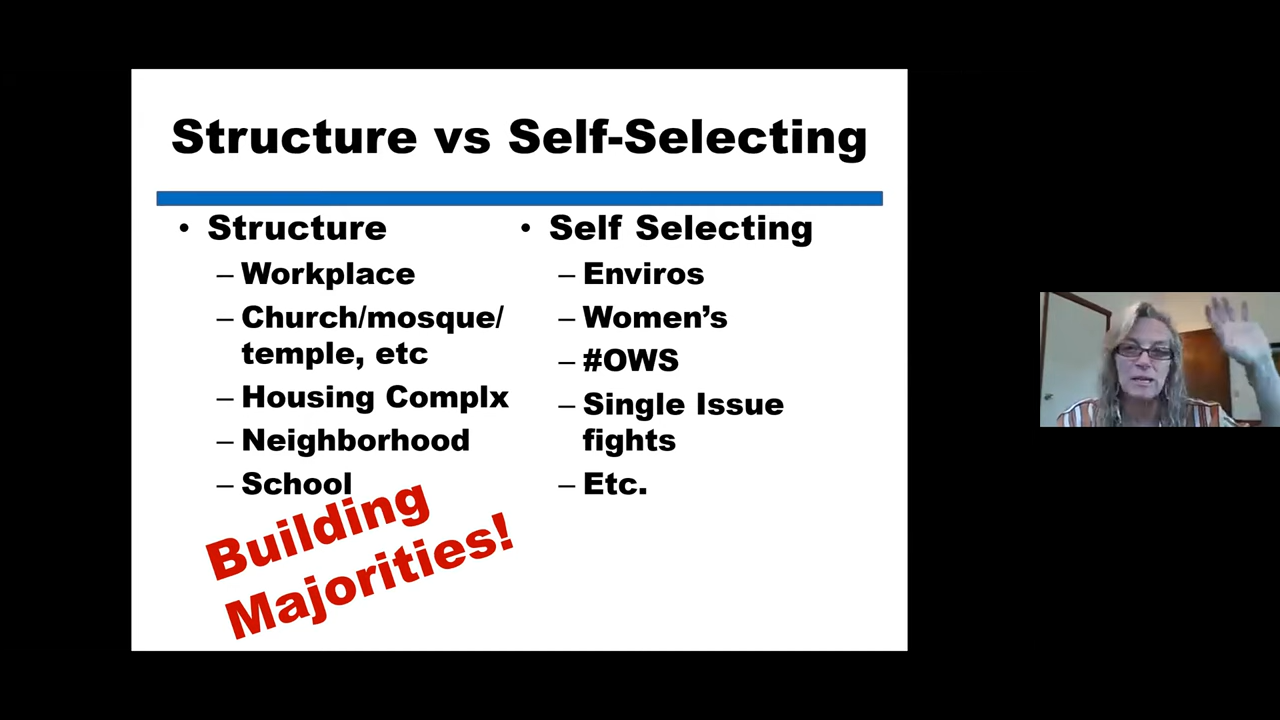 Structure vs Self-Selecting
• Structure
– Workplace
– Church/mosque/
temple, etc
– Housing Complx
– Neighborhood
– School
Building
Majorities!
• Self Selecting
– Enviros
– Women’s
– #OWS
– Single Issue
fights
– Etc.